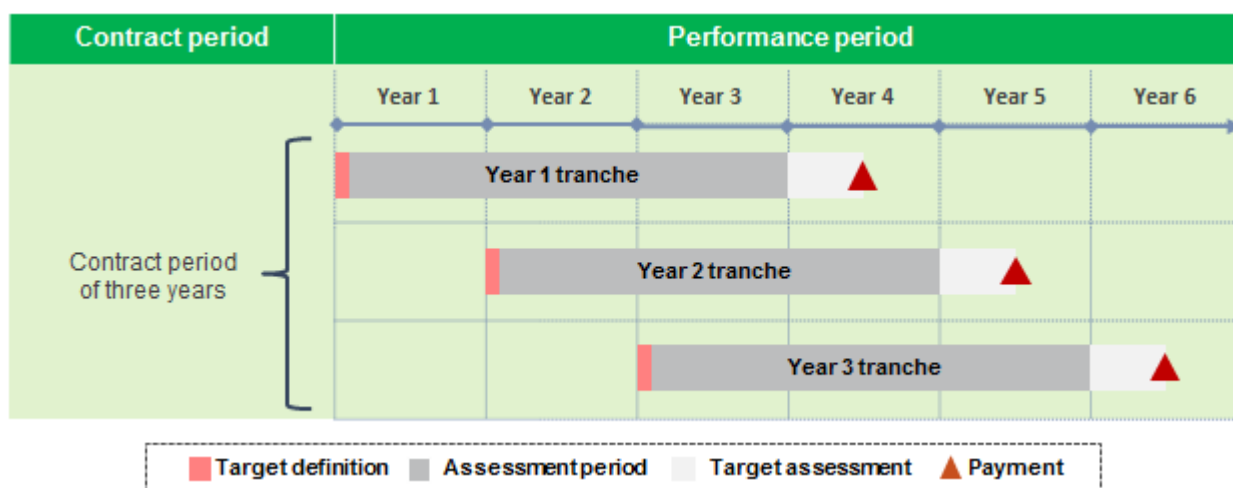 Contract period Performance period
Year 1 Year 2 Year 3 Year 4 Year 5 Year 6
Year 1 tranche
Contract period
of three years
Year 2 tranche
Year 3 tranche
Target definition Assessment period Target assessment Payment